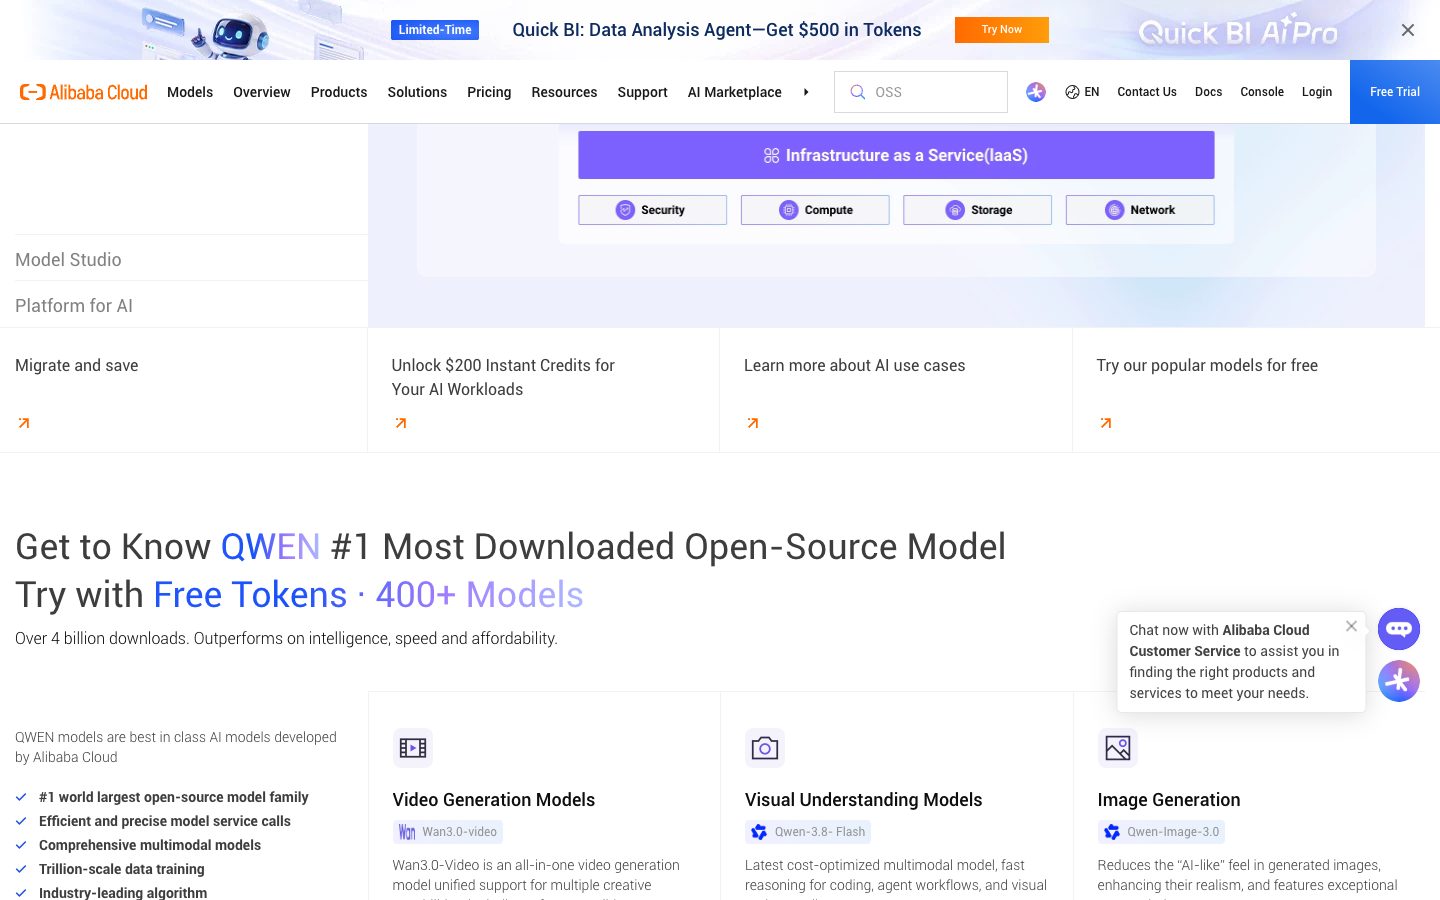 Limited-Time
Quick BI: Data Analysis Agent—Get $500 in Tokens
Try Now
Quick BI AiPro
Alibaba Cloud
Models
Overview
Products
Solutions
Pricing
Resources
Support
AI Marketplace
OSS
EN
Contact Us
Docs
Console
Login
Free Trial
Infrastructure as a Service(IaaS)
Security
Compute
Storage
Network
Model Studio
Platform for AI
Migrate and save
Unlock $200 Instant Credits for
Your AI Workloads
Learn more about AI use cases
Try our popular models for free
Get to Know QWEN #1 Most Downloaded Open-Source Model
Try with Free Tokens · 400+ Models
Over 4 billion downloads. Outperforms on intelligence, speed and affordability.
Chat now with Alibaba Cloud
Customer Service to assist you in
finding the right products and
services to meet your needs.
QWEN models are best in class AI models developed
by Alibaba Cloud
#1 world largest open-source model family
Efficient and precise model service calls
Comprehensive multimodal models
Trillion-scale data training
Industry-leading algorithm
Video Generation Models
Wan
Wan3.0-video
Wan3.0-Video is an all-in-one video generation
model unified support for multiple creative
Visual Understanding Models
Qwen-3.8- Flash
Latest cost-optimized multimodal model, fast
reasoning for coding, agent workflows, and visual
Image Generation
Qwen-Image-3.0
Reduces the “AI-like” feel in generated images,
enhancing their realism, and features exceptional